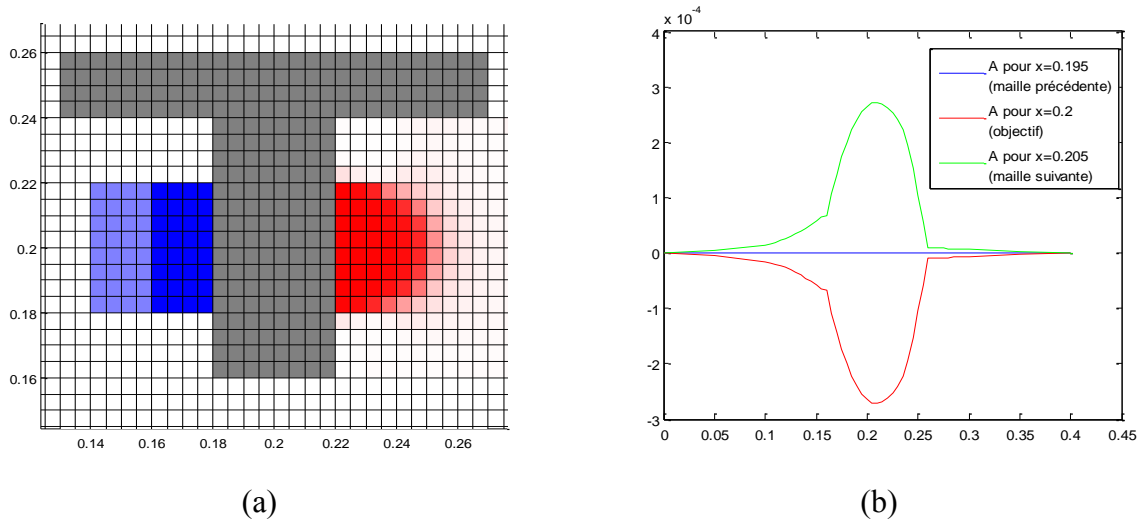 0.26
0.24
0.22
0.2
0.18
0.16
0.14 0.16 0.18 0.2 0.22 0.24 0.26
(a)
x 10⁻⁴
4
3
2
1
0
-1
-2
-3
0 0.05 0.1 0.15 0.2 0.25 0.3 0.35 0.4 0.45
A pour x=0.195
(maille précédente)
A pour x=0.2
(objectif)
A pour x=0.205
(maille suivante)
(b)